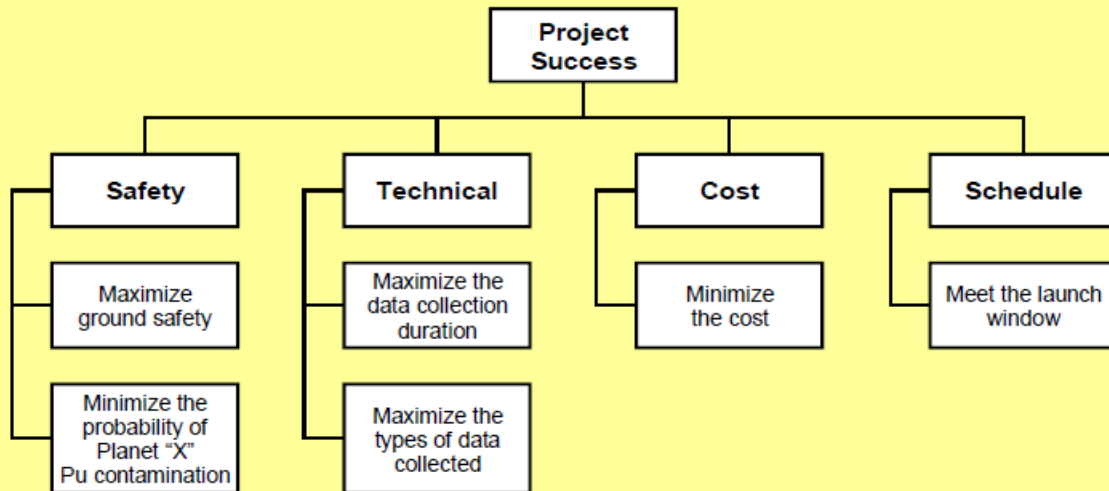 Project
Success
Safety
Technical
Cost
Schedule
Maximize
ground safety
Maximize the
data collection
duration
Minimize
the cost
Meet the launch
window
Minimize the
probability of
Planet “X”
Pu contamination
Maximize the
types of data
collected